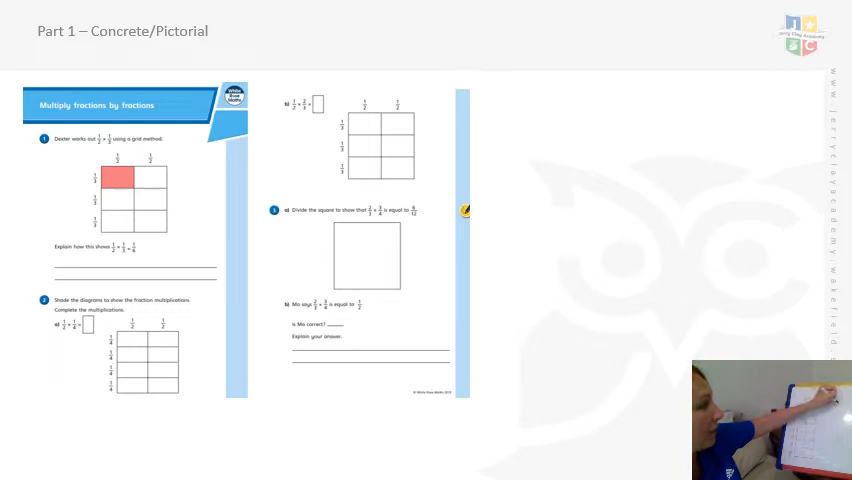 Part 1 – Concrete/Pictorial
Jerry Clay Academy
J
C
www.jerryclayacademy.wakefield.
Multiply fractions by fractions
White
Rose
Maths
1 Dexter works out 1/2 × 1/3 using a grid method.
1/2 1/2
1/3
1/3
1/3
Explain how this shows 1/2 × 1/3 = 1/6
2 Shade the diagrams to show the fraction multiplications.
Complete the multiplications.
a) 1/2 × 1/4 =
1/2 1/2
1/4
1/4
1/4
1/4
b) 1/2 × 2/3 =
1/2 1/2
1/3
1/3
1/3
3 a) Divide the square to show that 2/3 × 3/4 is equal to 6/12
b) Mo says 2/3 × 3/4 is equal to 1/2
Is Mo correct?
Explain your answer.
© White Rose Maths 2019